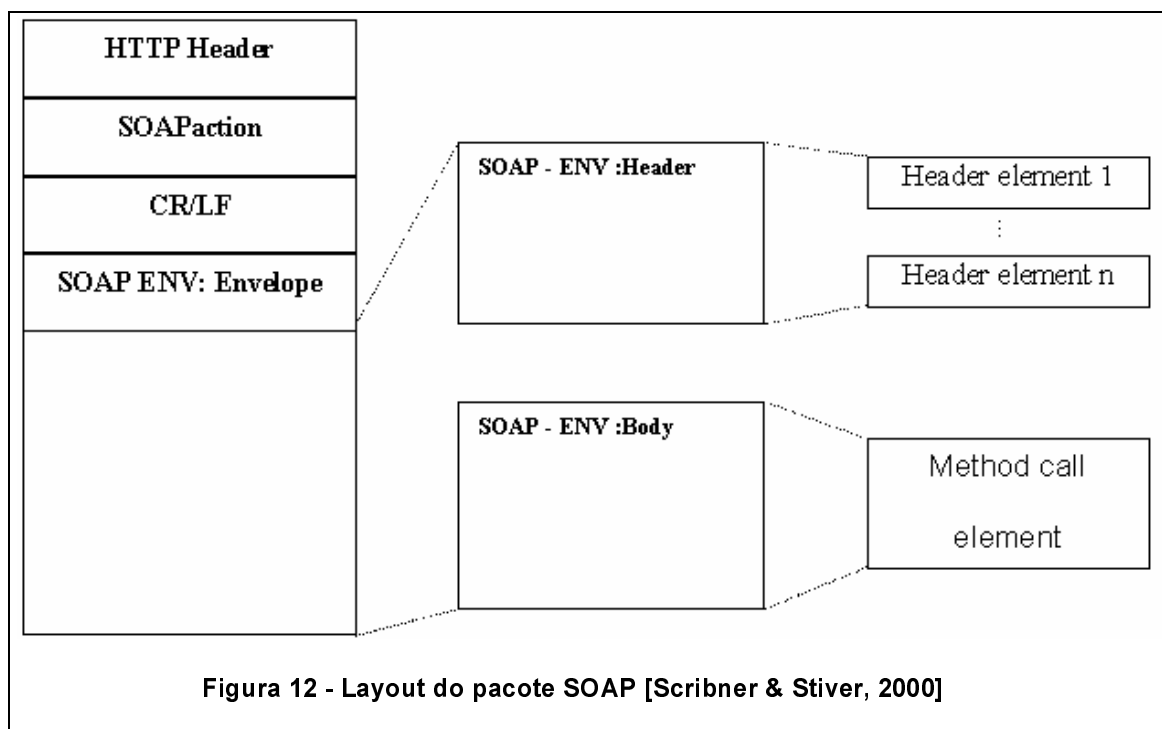 HTTP Header
SOAPaction
CR/LF
SOAP ENV: Envelope
SOAP - ENV :Header
Header element 1
⋮
Header element n
SOAP - ENV :Body
Method call
element
Figura 12 - Layout do pacote SOAP [Scribner & Stiver, 2000]